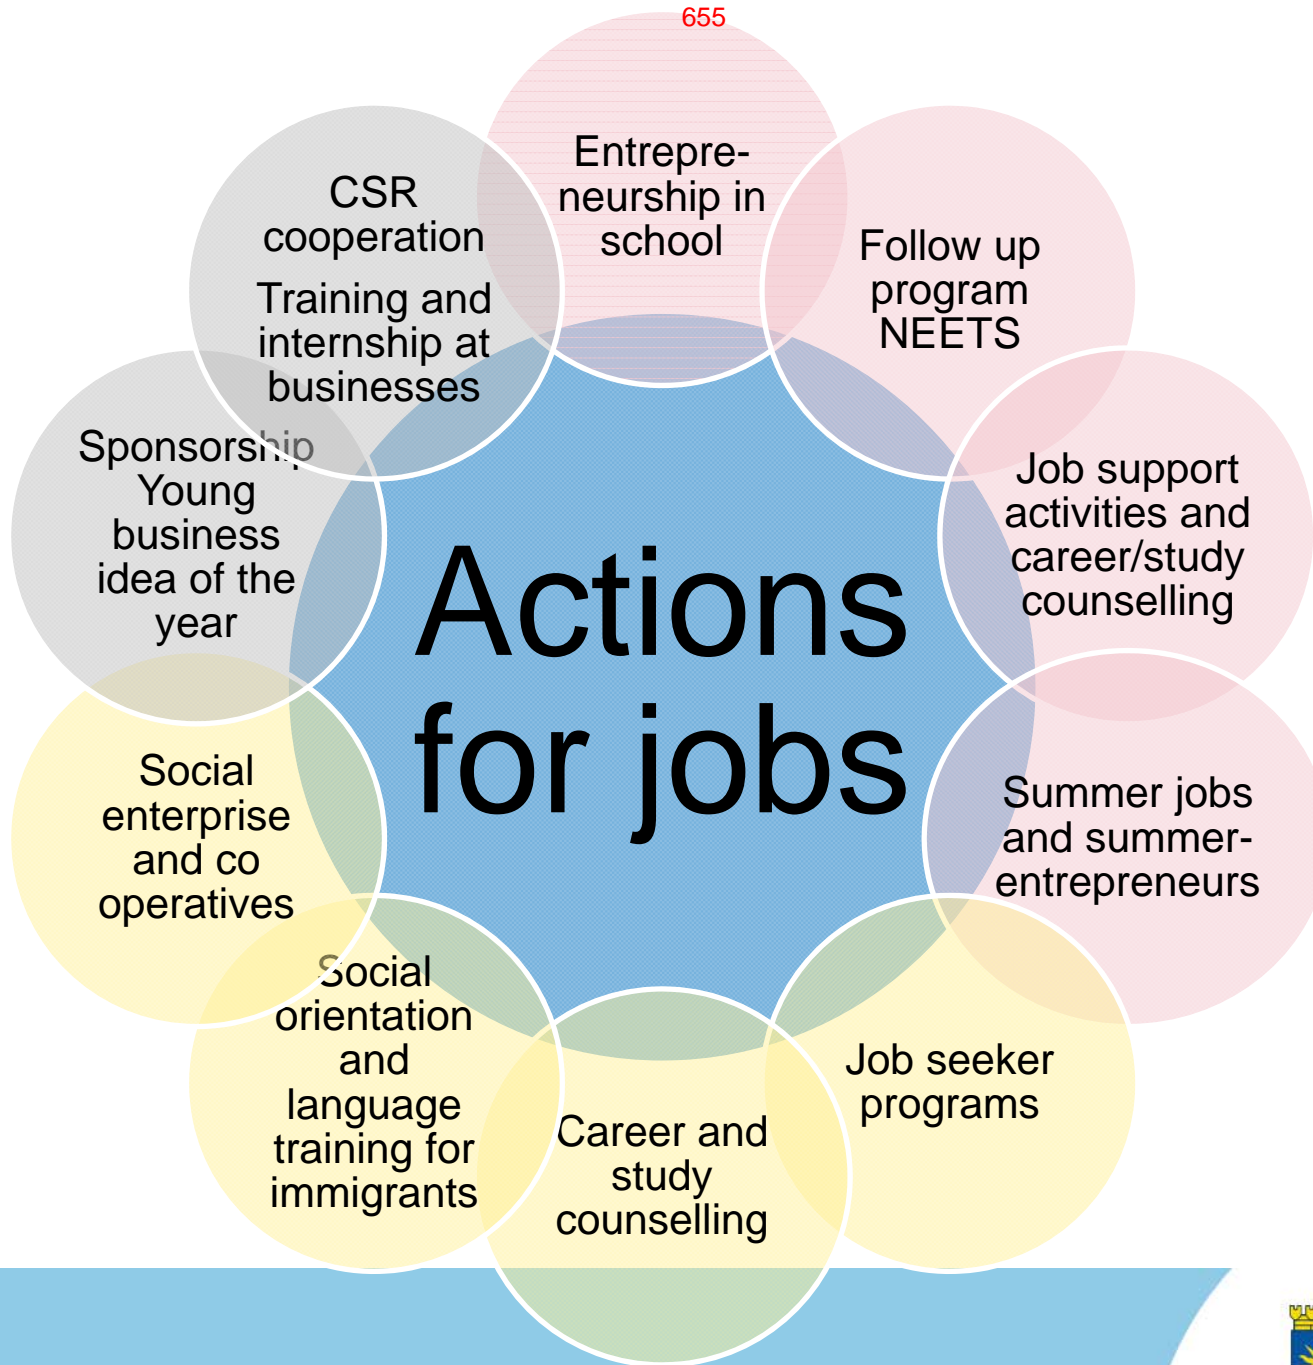 655
Entrepre-
neurship in
school
Follow up
program
NEETS
Job support
activities and
career/study
counselling
Summer jobs
and summer-
entrepreneurs
Job seeker
programs
Career and
study
counselling
Social
orientation
and
language
training for
immigrants
Social
enterprise
and co
operatives
Sponsorship
Young
business
idea of the
year
CSR
cooperation
Training and
internship at
businesses
Actions
for jobs